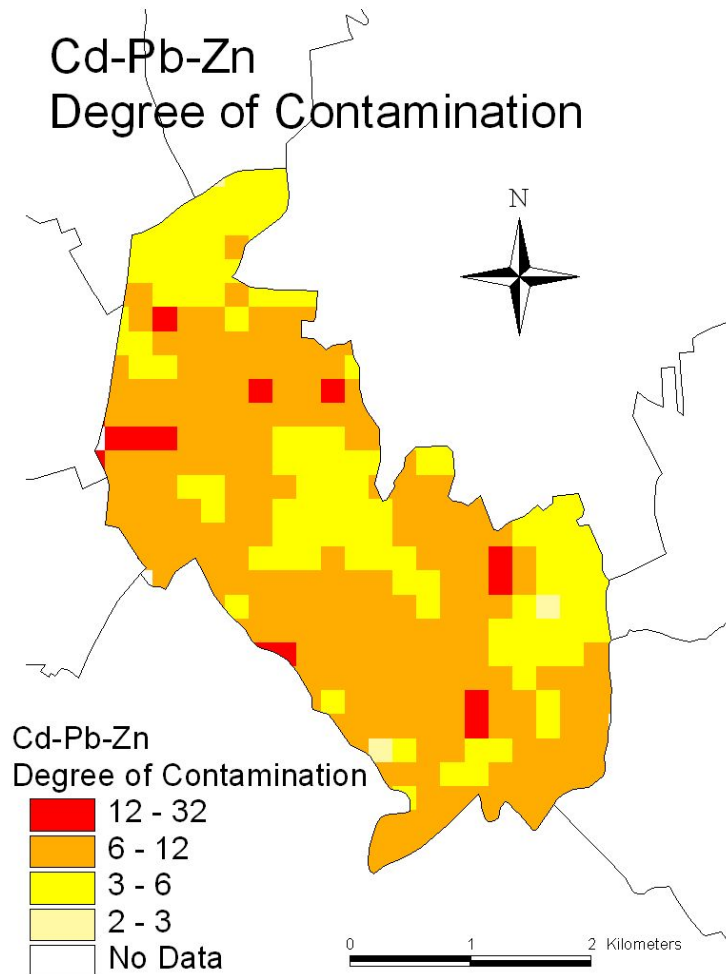 Cd-Pb-Zn
Degree of Contamination
N
Cd-Pb-Zn
Degree of Contamination
12 - 32
6 - 12
3 - 6
2 - 3
No Data
0 1 2 Kilometers